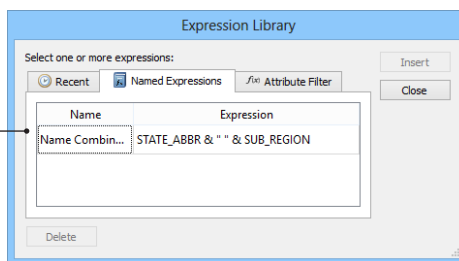 Expression Library
Select one or more expressions:
Insert
Recent
Named Expressions
f(x) Attribute Filter
Close
Name
Expression
Name Combin...
STATE_ABBR & " " & SUB_REGION
Delete